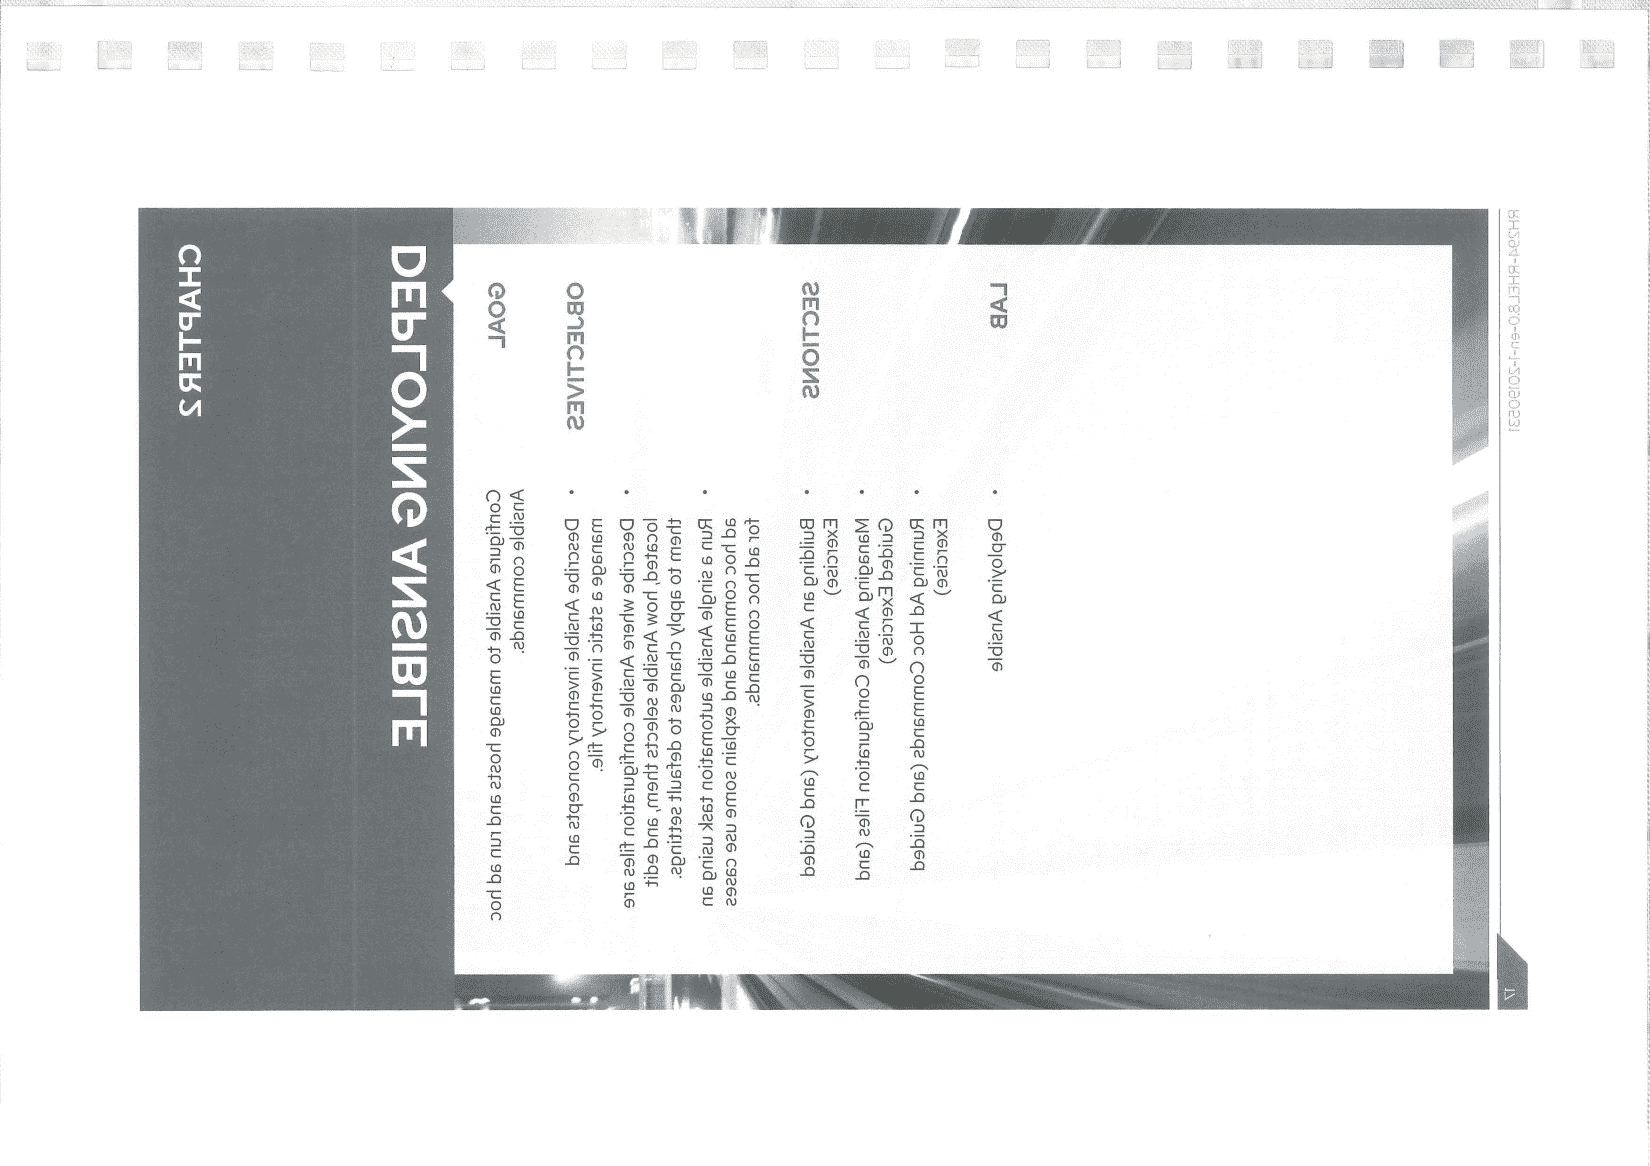 CHAPTER 2
DEPLOYING ANSIBLE
GOAL
Configure Ansible to manage hosts and run ad hoc
Ansible commands.
OBJECTIVES
• Describe Ansible inventory concepts and
manage a static inventory file.
• Describe where Ansible configuration files are
located, how Ansible selects them, and edit
them to apply changes to default settings.
• Run a single Ansible automation task using an
ad hoc command and explain some use cases
for ad hoc commands.
SECTIONS
• Building an Ansible Inventory (and Guided
Exercise)
• Managing Ansible Configuration Files (and
Guided Exercise)
• Running Ad Hoc Commands (and Guided
Exercise)
LAB
• Deploying Ansible
RH294-RHEL8.0-en-1-20190531
17